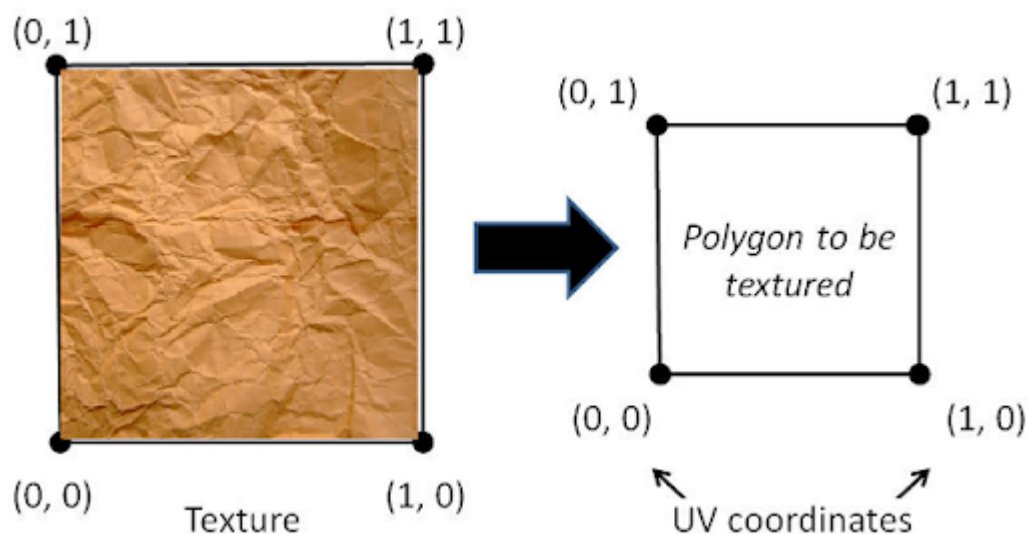 (0, 1)
(1, 1)
(0, 0)
(1, 0)
Texture
(0, 1)
(1, 1)
Polygon to be
textured
(0, 0)
(1, 0)
UV coordinates